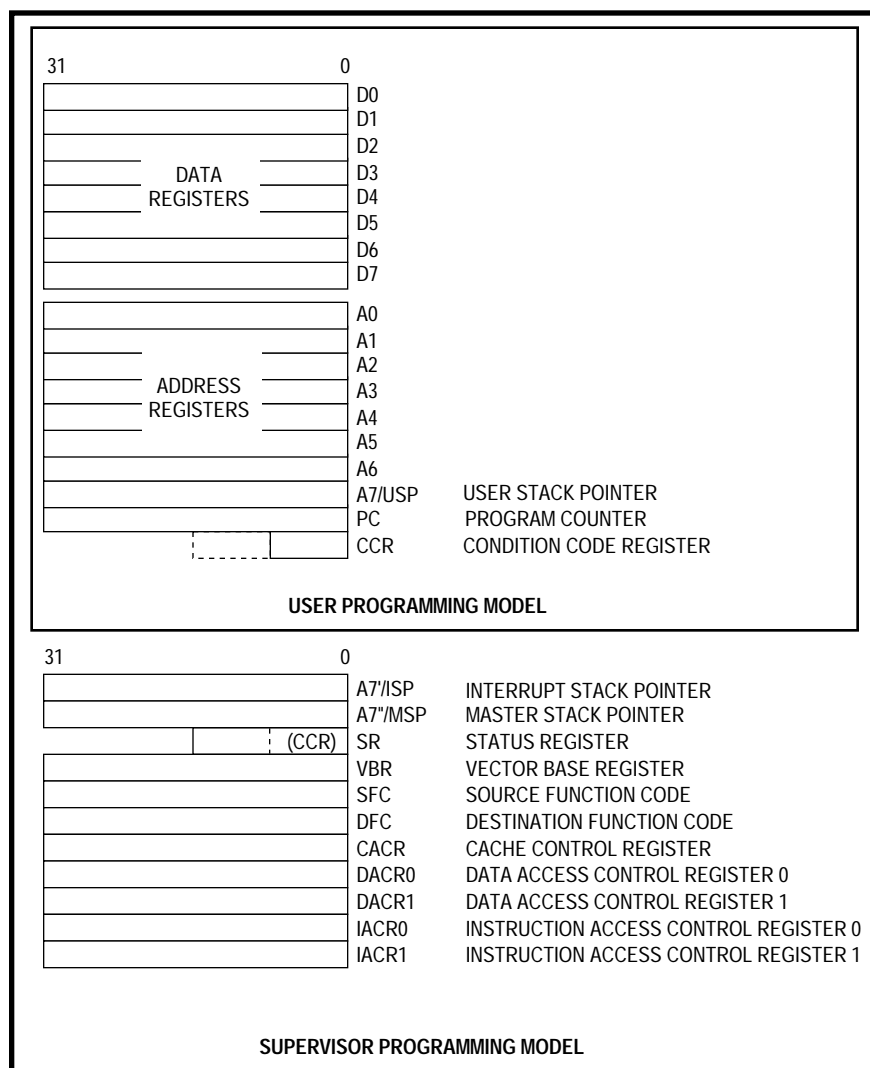 31 0
D0
D1
D2
D3
D4
D5
D6
D7
DATA
REGISTERS
A0
A1
A2
A3
A4
A5
A6
ADDRESS
REGISTERS
A7/USP USER STACK POINTER
PC PROGRAM COUNTER
CCR CONDITION CODE REGISTER
USER PROGRAMMING MODEL
31 0
A7'/ISP INTERRUPT STACK POINTER
A7"/MSP MASTER STACK POINTER
(CCR) SR STATUS REGISTER
VBR VECTOR BASE REGISTER
SFC SOURCE FUNCTION CODE
DFC DESTINATION FUNCTION CODE
CACR CACHE CONTROL REGISTER
DACR0 DATA ACCESS CONTROL REGISTER 0
DACR1 DATA ACCESS CONTROL REGISTER 1
IACR0 INSTRUCTION ACCESS CONTROL REGISTER 0
IACR1 INSTRUCTION ACCESS CONTROL REGISTER 1
SUPERVISOR PROGRAMMING MODEL